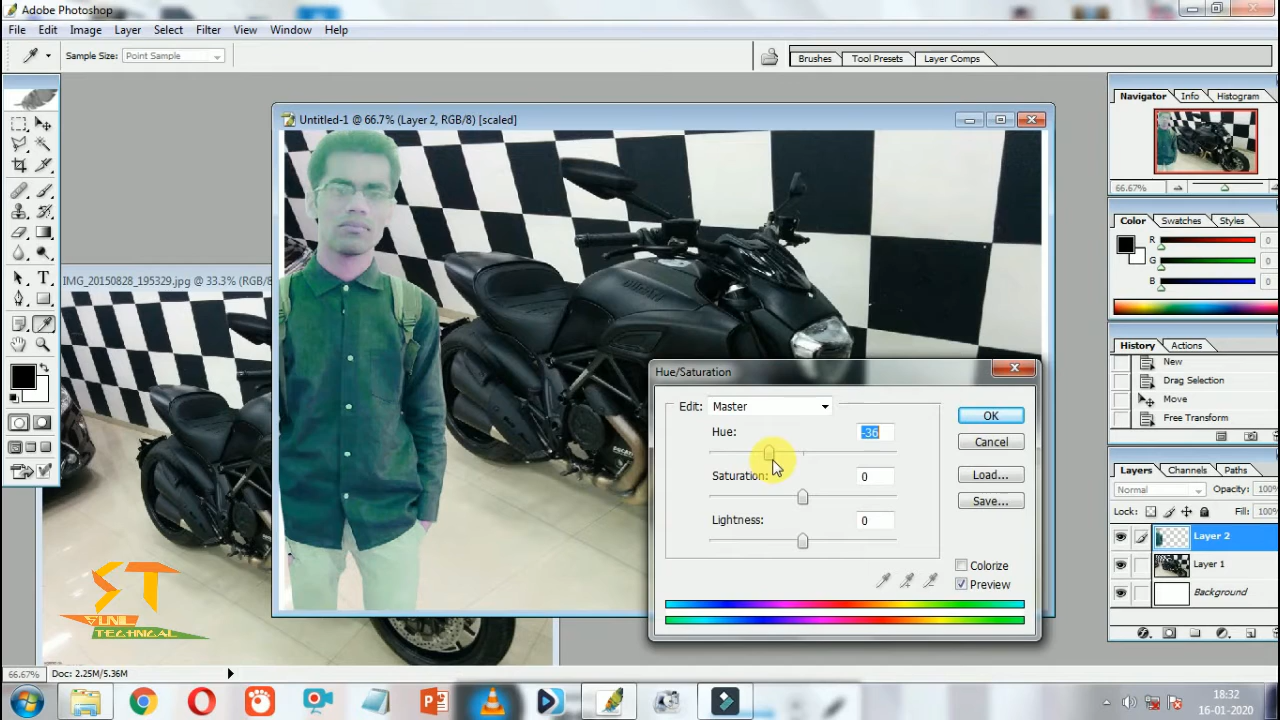 Adobe Photoshop
File Edit Image Layer Select Filter View Window Help
Sample Size: Point Sample
Brushes Tool Presets Layer Comps
Untitled-1 @ 66.7% (Layer 2, RGB/8) [scaled]
Navigator Info Histogram
66.67%
Color Swatches Styles
R 0
G 0
B 0
IMG_20150828_195329.jpg @ 33.3% (RGB/8
DUCATI
History Actions
New
Drag Selection
Move
Free Transform
Hue/Saturation
Edit: Master
Hue: -36
Saturation: 0
Lightness: 0
OK
Cancel
Load...
Save...
Colorize
Preview
Layers Channels Paths
Normal Opacity: 100%
Lock: Fill: 100%
Layer 2
Layer 1
Background
ST
SUNIL
TECHNICAL
66.67% Doc: 2.25M/5.36M
18:32
16-01-2020